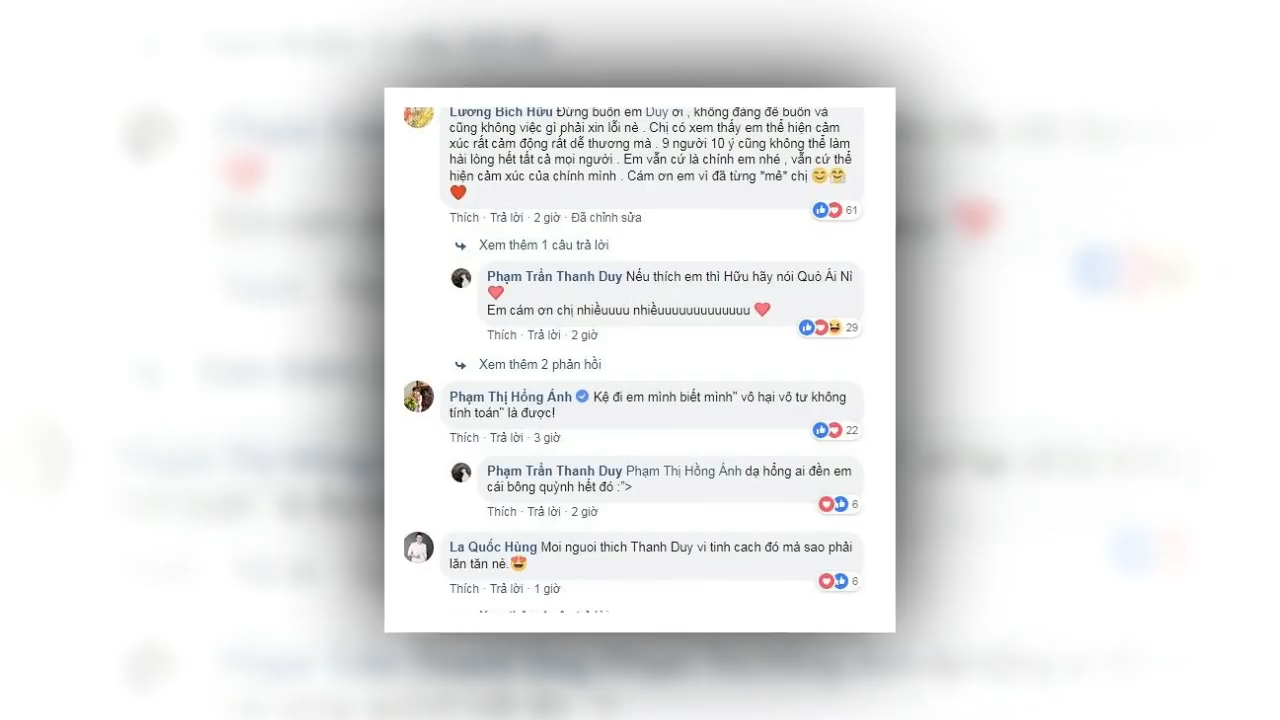 Lương Bích Hữu Đừng buồn em Duy ơi , không đáng để buồn và
cũng không việc gì phải xin lỗi nè . Chị có xem thấy em thể hiện cảm
xúc rất cảm động rất dễ thương mà . 9 người 10 ý cũng không thể làm
hài lòng hết tất cả mọi người . Em vẫn cứ là chính em nhé , vẫn cứ thể
hiện cảm xúc của chính mình . Cám ơn em vì đã từng "mê" chị 😊🤗
❤️
61
Thích · Trả lời · 2 giờ · Đã chỉnh sửa
Xem thêm 1 câu trả lời
Phạm Trần Thanh Duy Nếu thích em thì Hữu hãy nói Quò Ái Nì
❤️
Em cám ơn chị nhiềuuuu nhiềuuuuuuuuuuuuu ❤️
29
Thích · Trả lời · 2 giờ
Xem thêm 2 phản hồi
Phạm Thị Hồng Ánh Kệ đi em mình biết mình" vô hại vô tư không
tính toán" là được!
22
Thích · Trả lời · 3 giờ
Phạm Trần Thanh Duy Phạm Thị Hồng Ánh dạ hổng ai đền em
cái bông quỳnh hết đó :">
6
Thích · Trả lời · 2 giờ
La Quốc Hùng Moi nguoi thich Thanh Duy vi tinh cach đó mà sao phải
lăn tăn nè.😍
6
Thích · Trả lời · 1 giờ